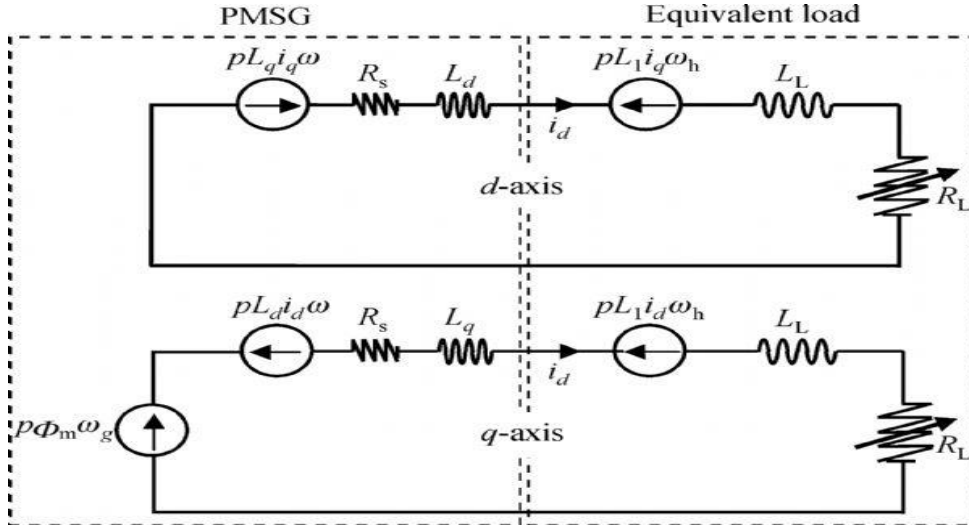 PMSG Equivalent load
pL_q i_q ω R_s L_d pL_1 i_q ω_h L_L
i_d
R_L
d-axis
pL_d i_d ω R_s L_q pL_1 i_d ω_h L_L
i_d
pΦ_m ω_g q-axis R_L